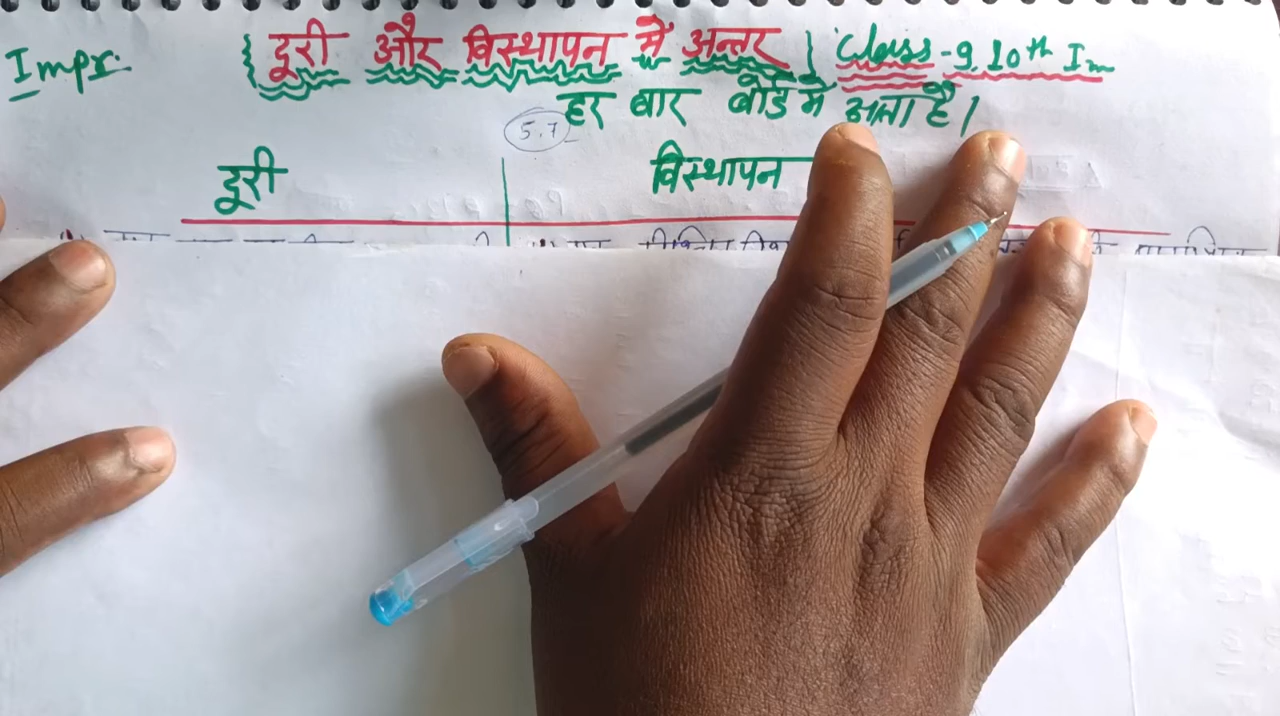 Impr. { दूरी और विस्थापन में अन्तर } Class-9, 10th Im
हर बार बोर्ड में आता है।
5.7
दूरी विस्थापन